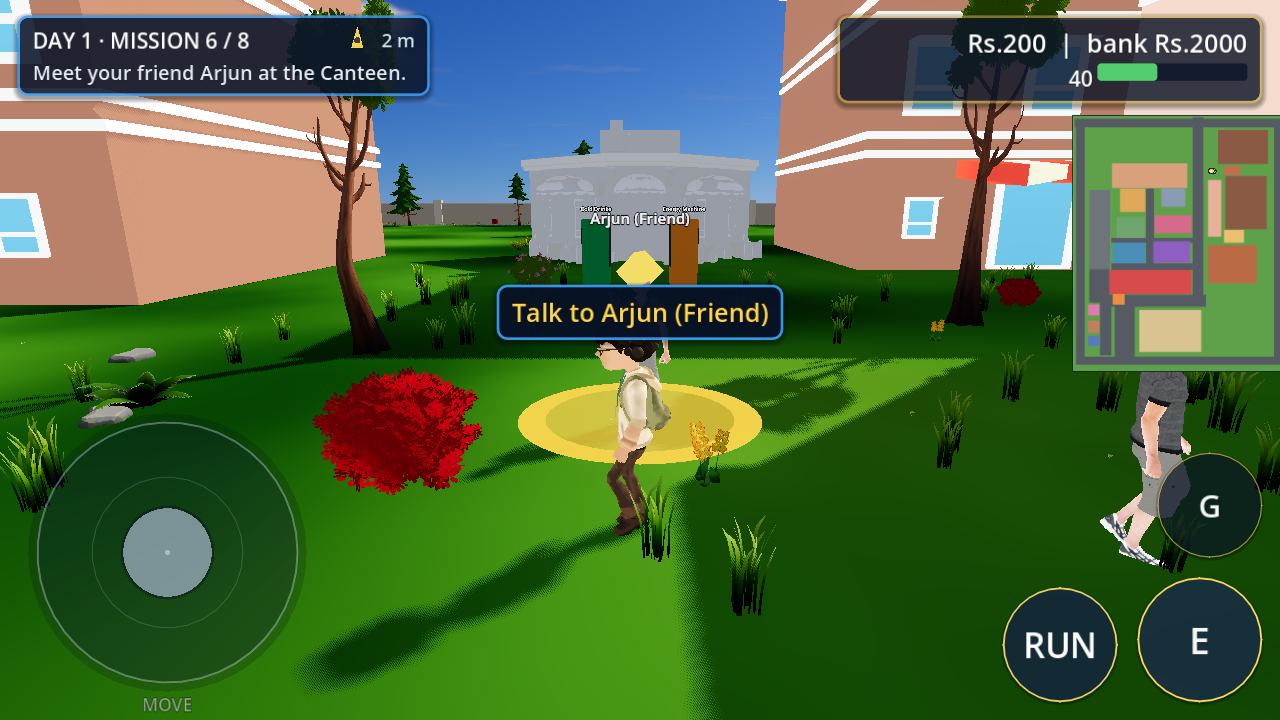 DAY 1 · MISSION 6 / 8
2 m
Meet your friend Arjun at the Canteen.
Rs.200 | bank Rs.2000
40
Arjun (Friend)
Talk to Arjun (Friend)
G
RUN
E
MOVE